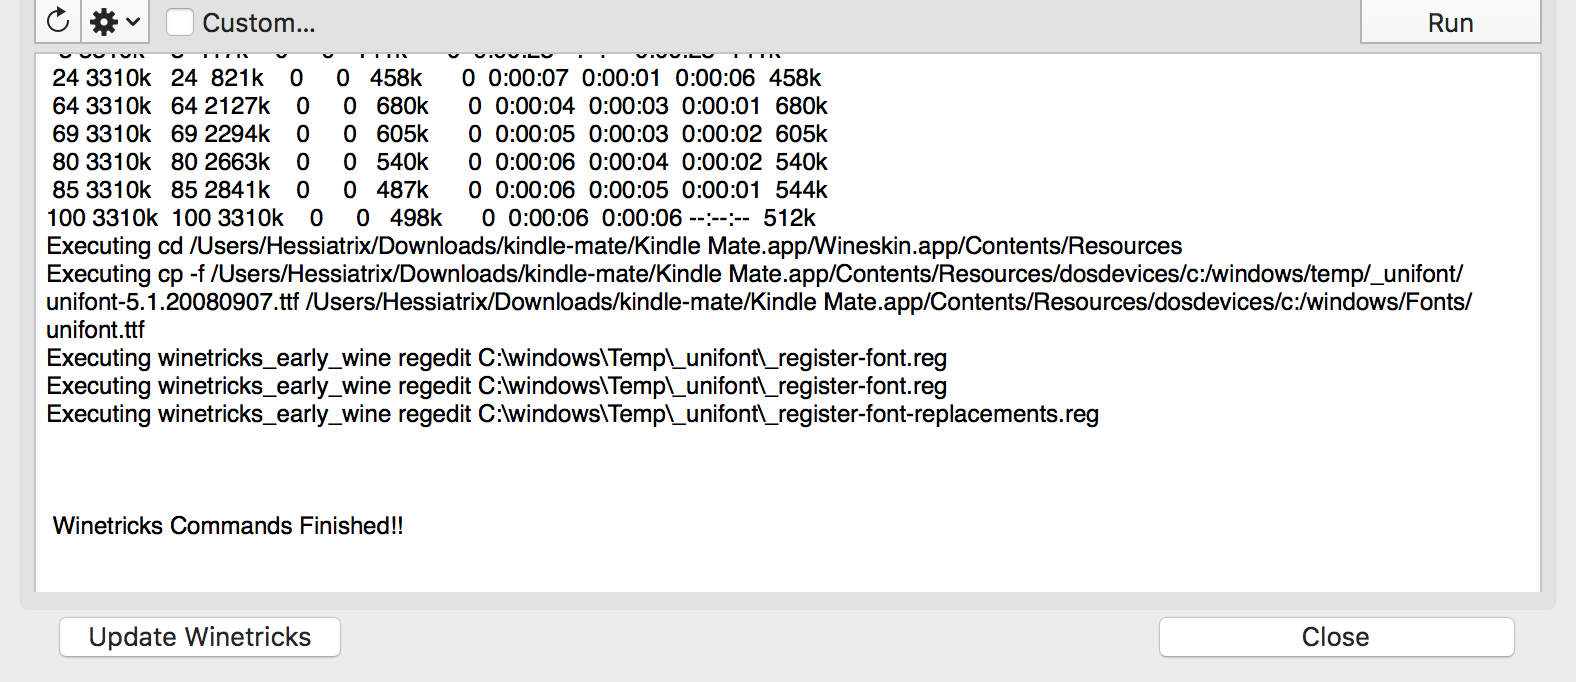 Custom...
Run
24 3310k 24 821k 0 0 458k 0 0:00:07 0:00:01 0:00:06 458k
64 3310k 64 2127k 0 0 680k 0 0:00:04 0:00:03 0:00:01 680k
69 3310k 69 2294k 0 0 605k 0 0:00:05 0:00:03 0:00:02 605k
80 3310k 80 2663k 0 0 540k 0 0:00:06 0:00:04 0:00:02 540k
85 3310k 85 2841k 0 0 487k 0 0:00:06 0:00:05 0:00:01 544k
100 3310k 100 3310k 0 0 498k 0 0:00:06 0:00:06 --:--:-- 512k
Executing cd /Users/Hessiatrix/Downloads/kindle-mate/Kindle Mate.app/Wineskin.app/Contents/Resources
Executing cp -f /Users/Hessiatrix/Downloads/kindle-mate/Kindle Mate.app/Contents/Resources/dosdevices/c:/windows/temp/_unifont/
unifont-5.1.20080907.ttf /Users/Hessiatrix/Downloads/kindle-mate/Kindle Mate.app/Contents/Resources/dosdevices/c:/windows/Fonts/
unifont.ttf
Executing winetricks_early_wine regedit C:\windows\Temp\_unifont\_register-font.reg
Executing winetricks_early_wine regedit C:\windows\Temp\_unifont\_register-font.reg
Executing winetricks_early_wine regedit C:\windows\Temp\_unifont\_register-font-replacements.reg
Winetricks Commands Finished!!
Update Winetricks
Close